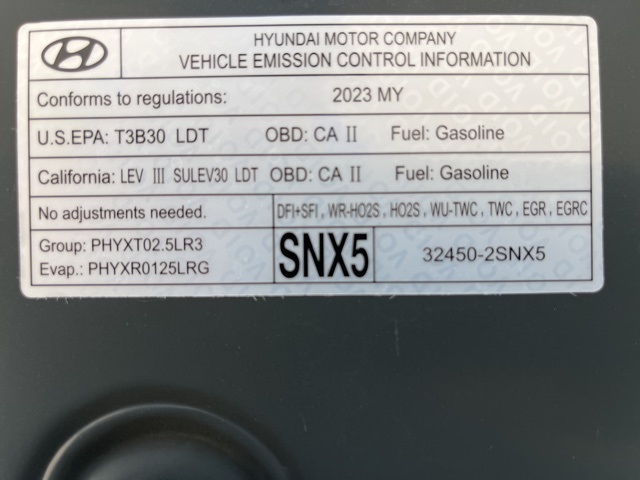 HYUNDAI MOTOR COMPANY
VEHICLE EMISSION CONTROL INFORMATION
Conforms to regulations: 2023 MY
U.S.EPA: T3B30 LDT OBD: CA II Fuel: Gasoline
California: LEV III SULEV30 LDT OBD: CA II Fuel: Gasoline
No adjustments needed. DFI+SFI, WR-HO2S, HO2S, WU-TWC, TWC, EGR, EGRC
Group: PHYXT02.5LR3
Evap.: PHYXR0125LRG
SNX5
32450-2SNX5